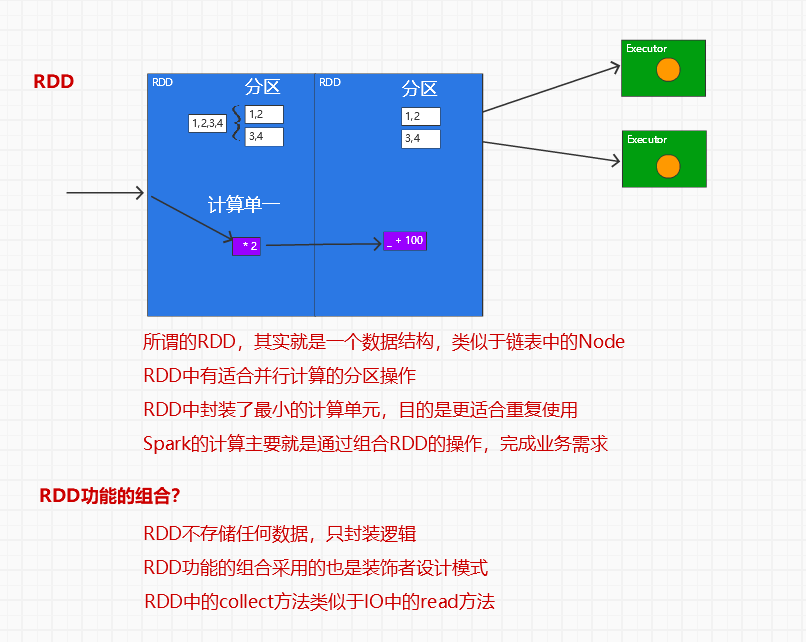 RDD
RDD
分区
1,2,3,4
1,2
3,4
计算单一
* 2
RDD
分区
1,2
3,4
_ + 100
Executor
Executor
所谓的RDD，其实就是一个数据结构，类似于链表中的Node
RDD中有适合并行计算的分区操作
RDD中封装了最小的计算单元，目的是更适合重复使用
Spark的计算主要就是通过组合RDD的操作，完成业务需求
RDD功能的组合?
RDD不存储任何数据，只封装逻辑
RDD功能的组合采用的也是装饰者设计模式
RDD中的collect方法类似于IO中的read方法